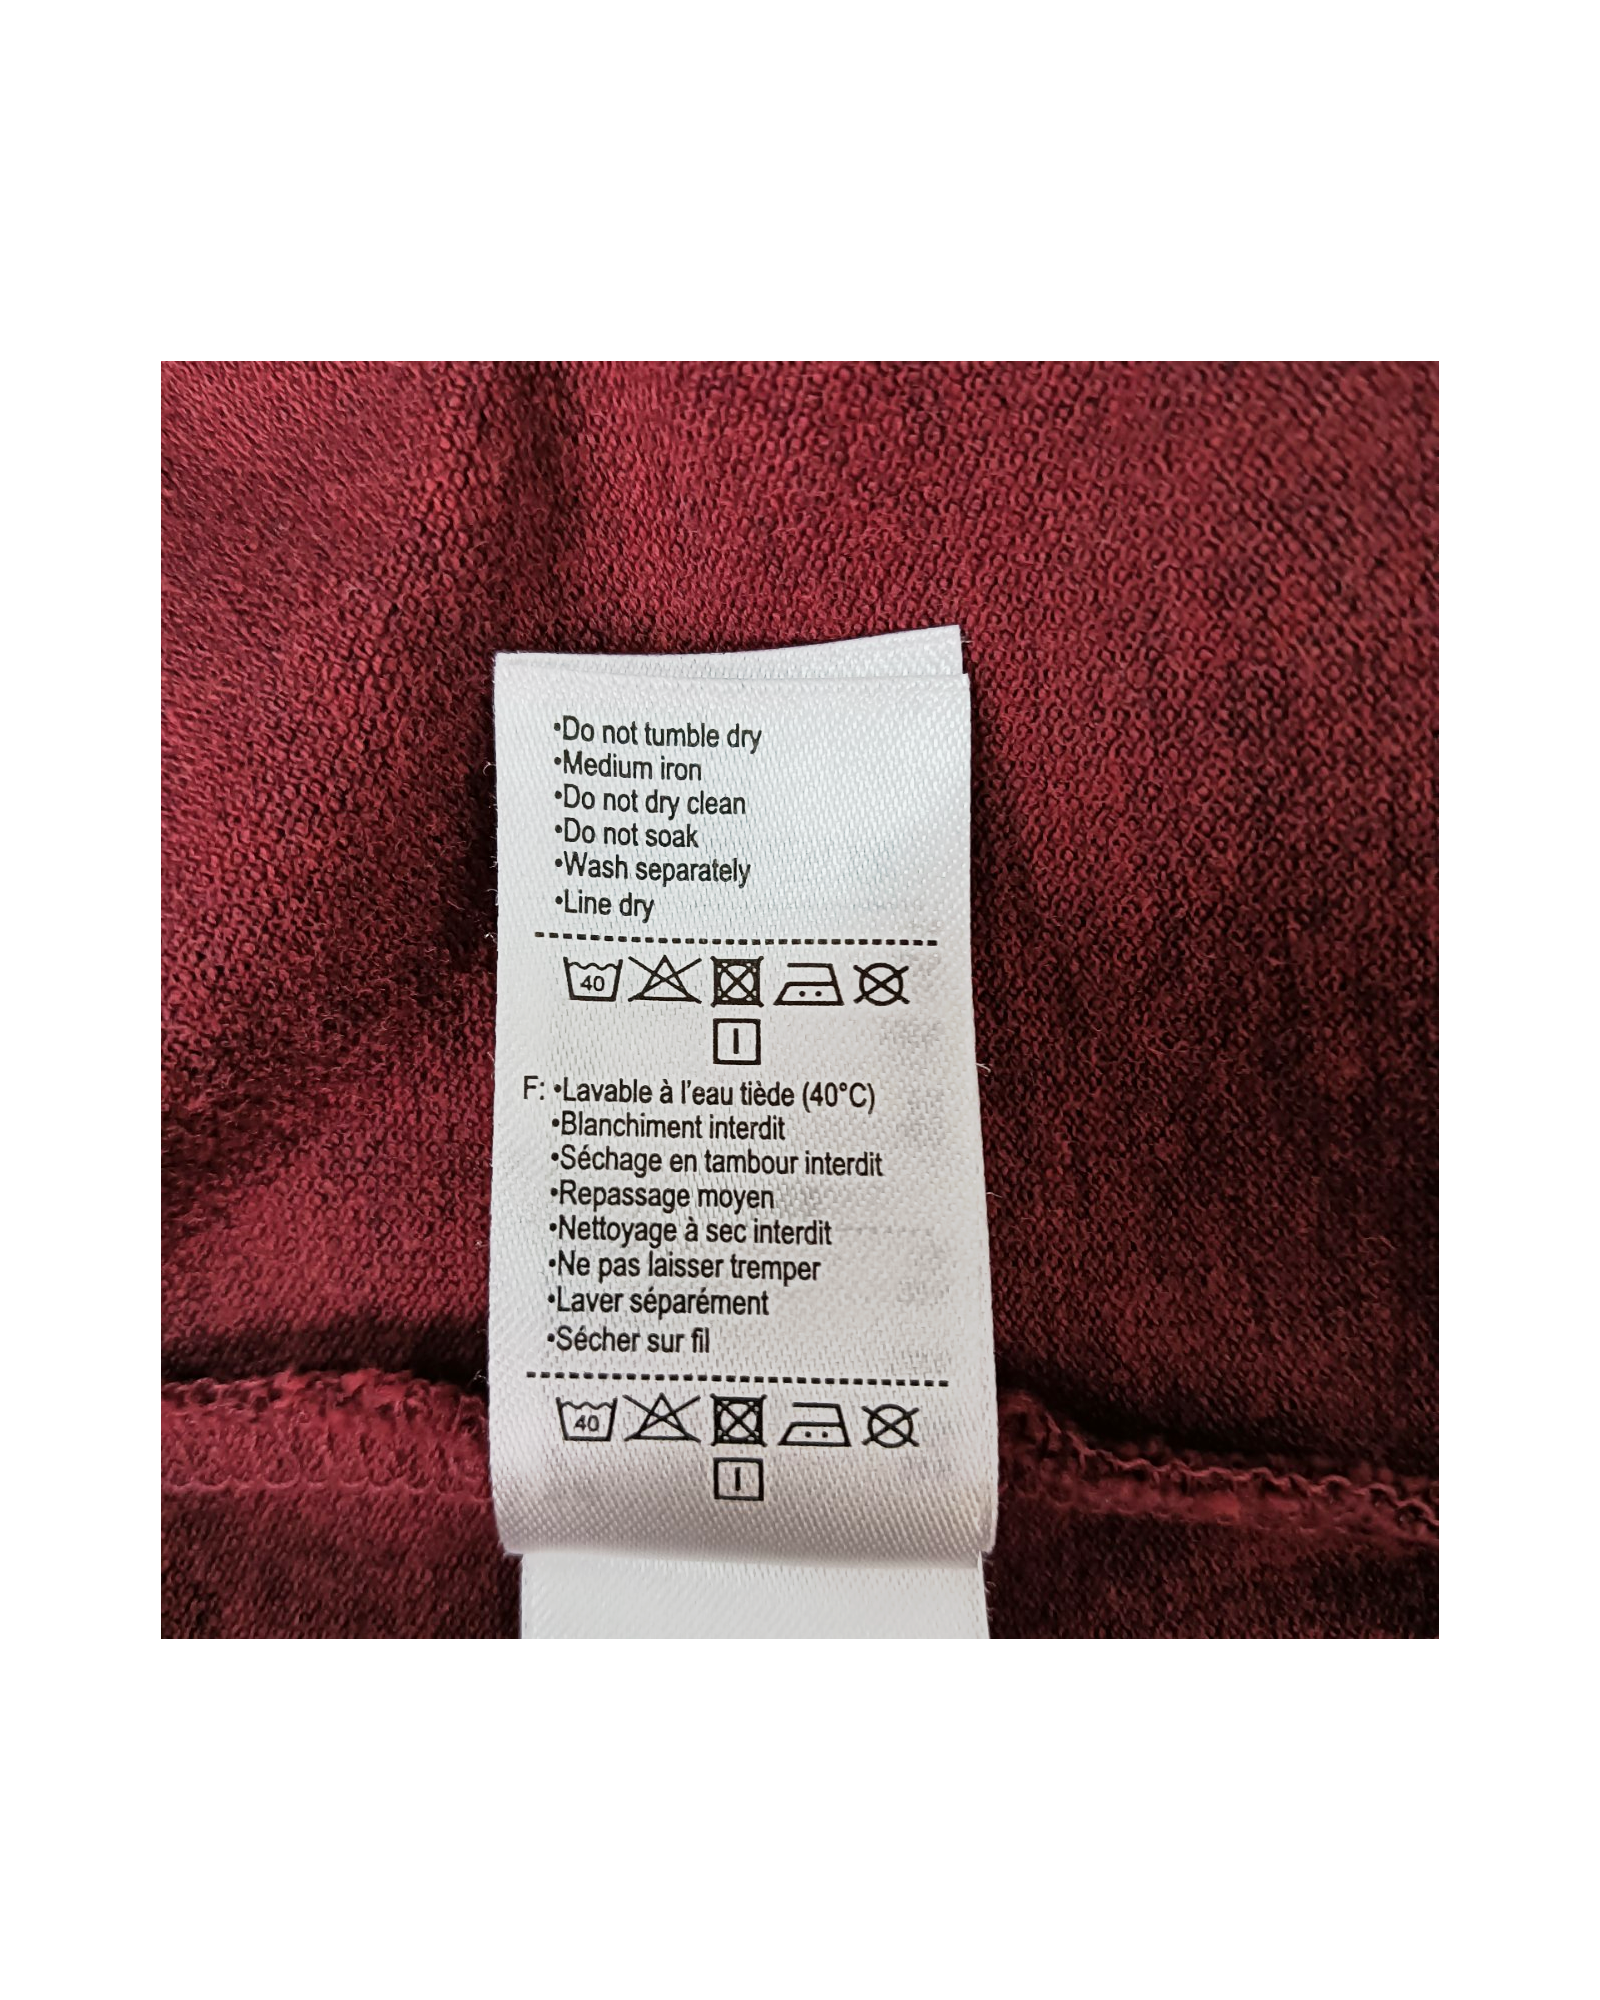 •Do not tumble dry
•Medium iron
•Do not dry clean
•Do not soak
•Wash separately
•Line dry
40
F: •Lavable à l'eau tiède (40°C)
•Blanchiment interdit
•Séchage en tambour interdit
•Repassage moyen
•Nettoyage à sec interdit
•Ne pas laisser tremper
•Laver séparément
•Sécher sur fil
40